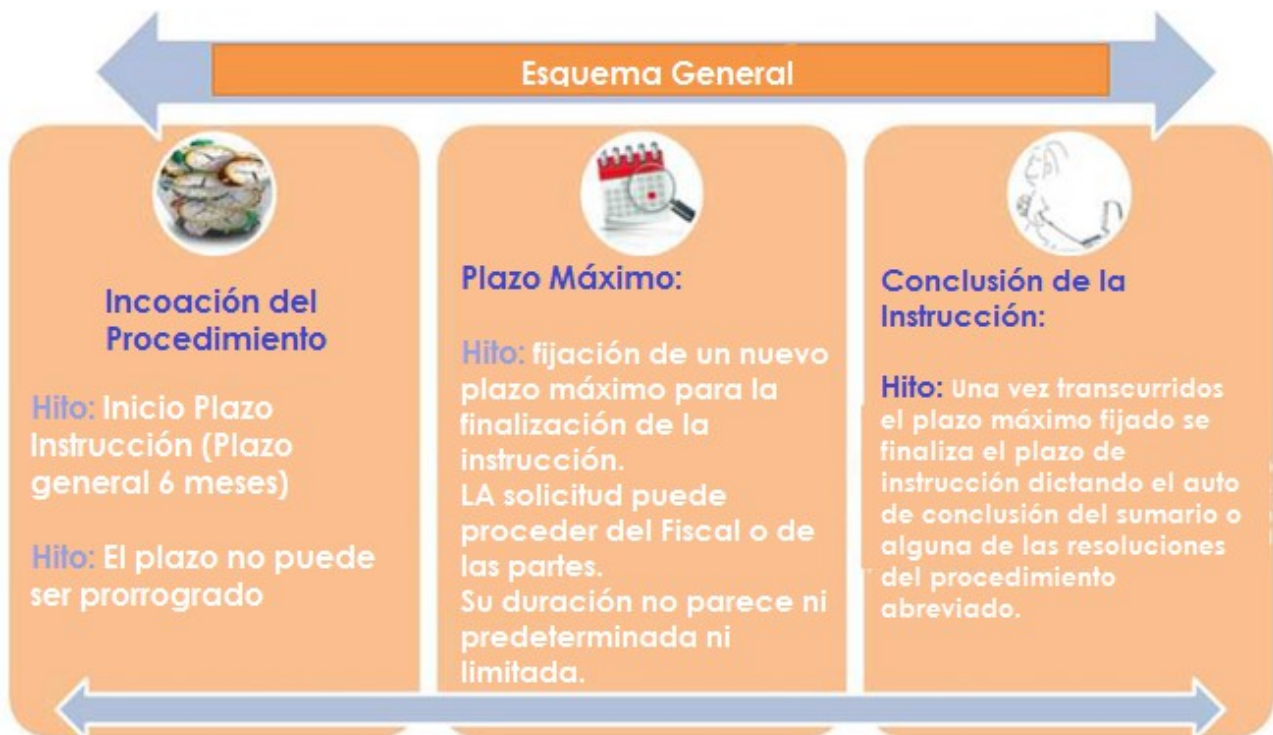 Esquema General
Incoación del
Procedimiento
Hito: Inicio Plazo
Instrucción (Plazo
general 6 meses)
Hito: El plazo no puede
ser prorrogado
Plazo Máximo:
Hito: fijación de un nuevo
plazo máximo para la
finalización de la
instrucción.
LA solicitud puede
proceder del Fiscal o de
las partes.
Su duración no parece ni
predeterminada ni
limitada.
Conclusión de la
Instrucción:
Hito: Una vez transcurridos
el plazo máximo fijado se
finaliza el plazo de
instrucción dictando el auto
de conclusión del sumario o
alguna de las resoluciones
del procedimiento
abreviado.